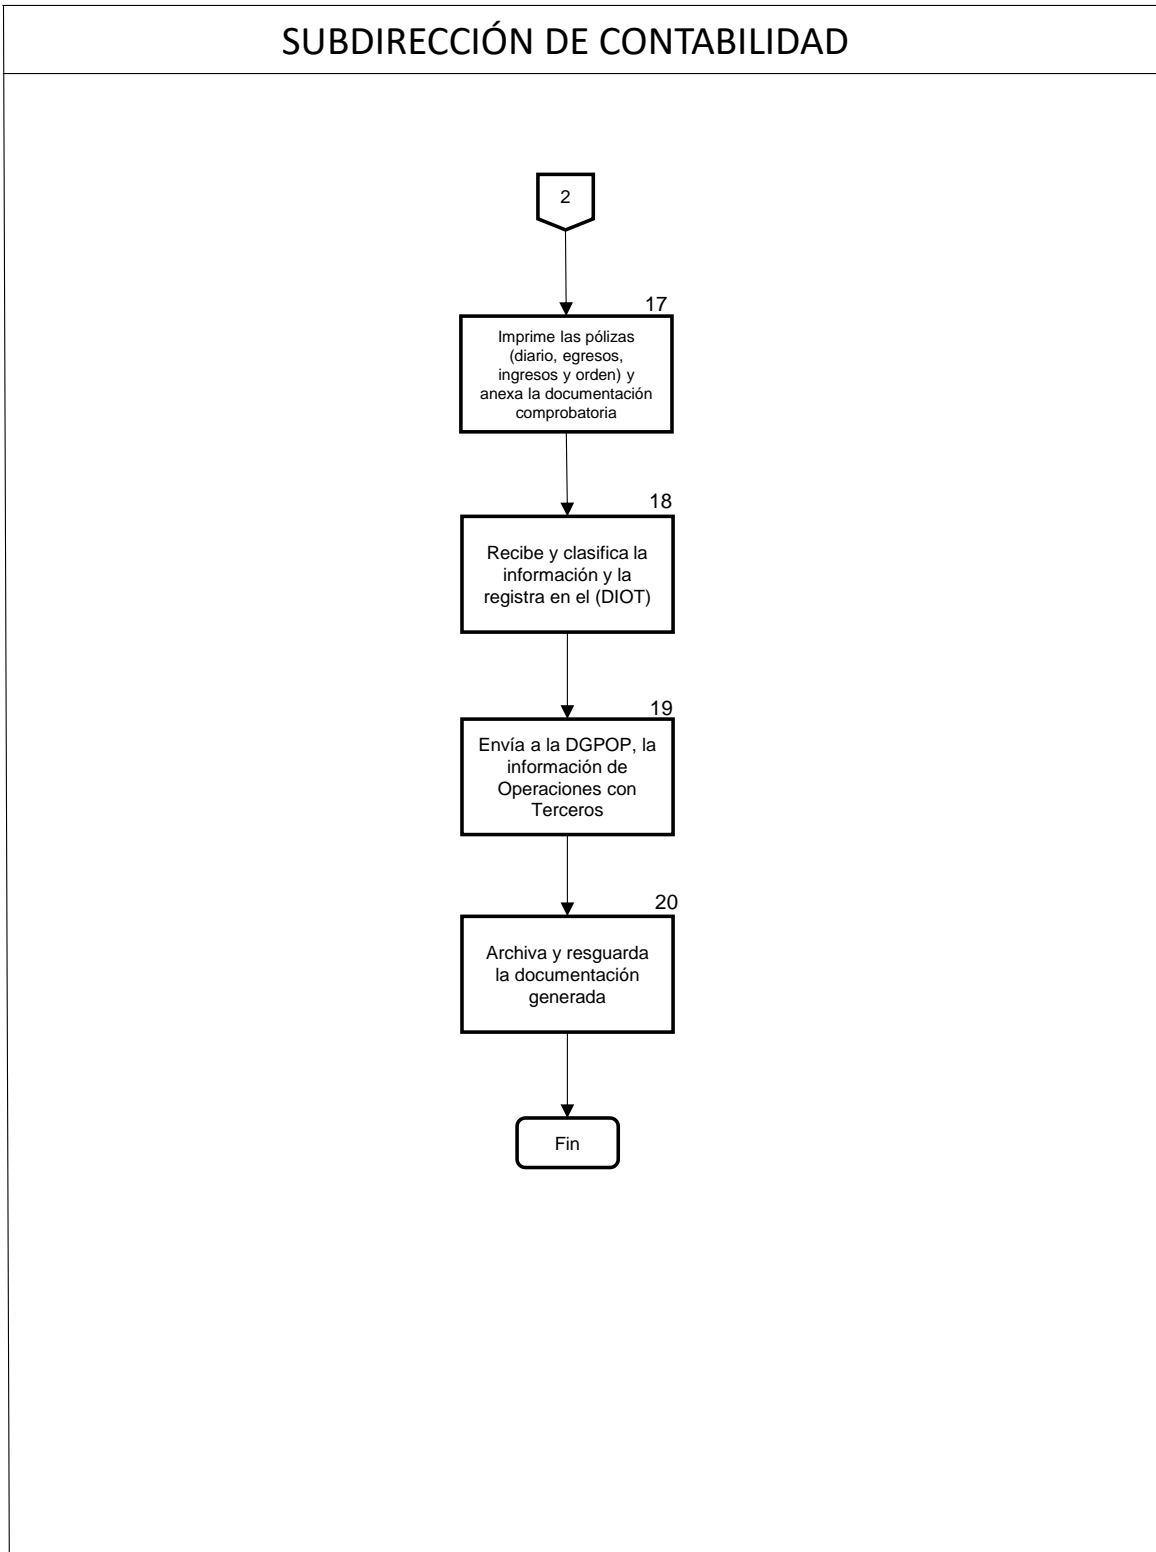 SUBDIRECCIÓN DE CONTABILIDAD
2
17
Imprime las pólizas
(diario, egresos,
ingresos y orden) y
anexa la documentación
comprobatoria
18
Recibe y clasifica la
información y la
registra en el (DIOT)
19
Envía a la DGPOP, la
información de
Operaciones con
Terceros
20
Archiva y resguarda
la documentación
generada
Fin